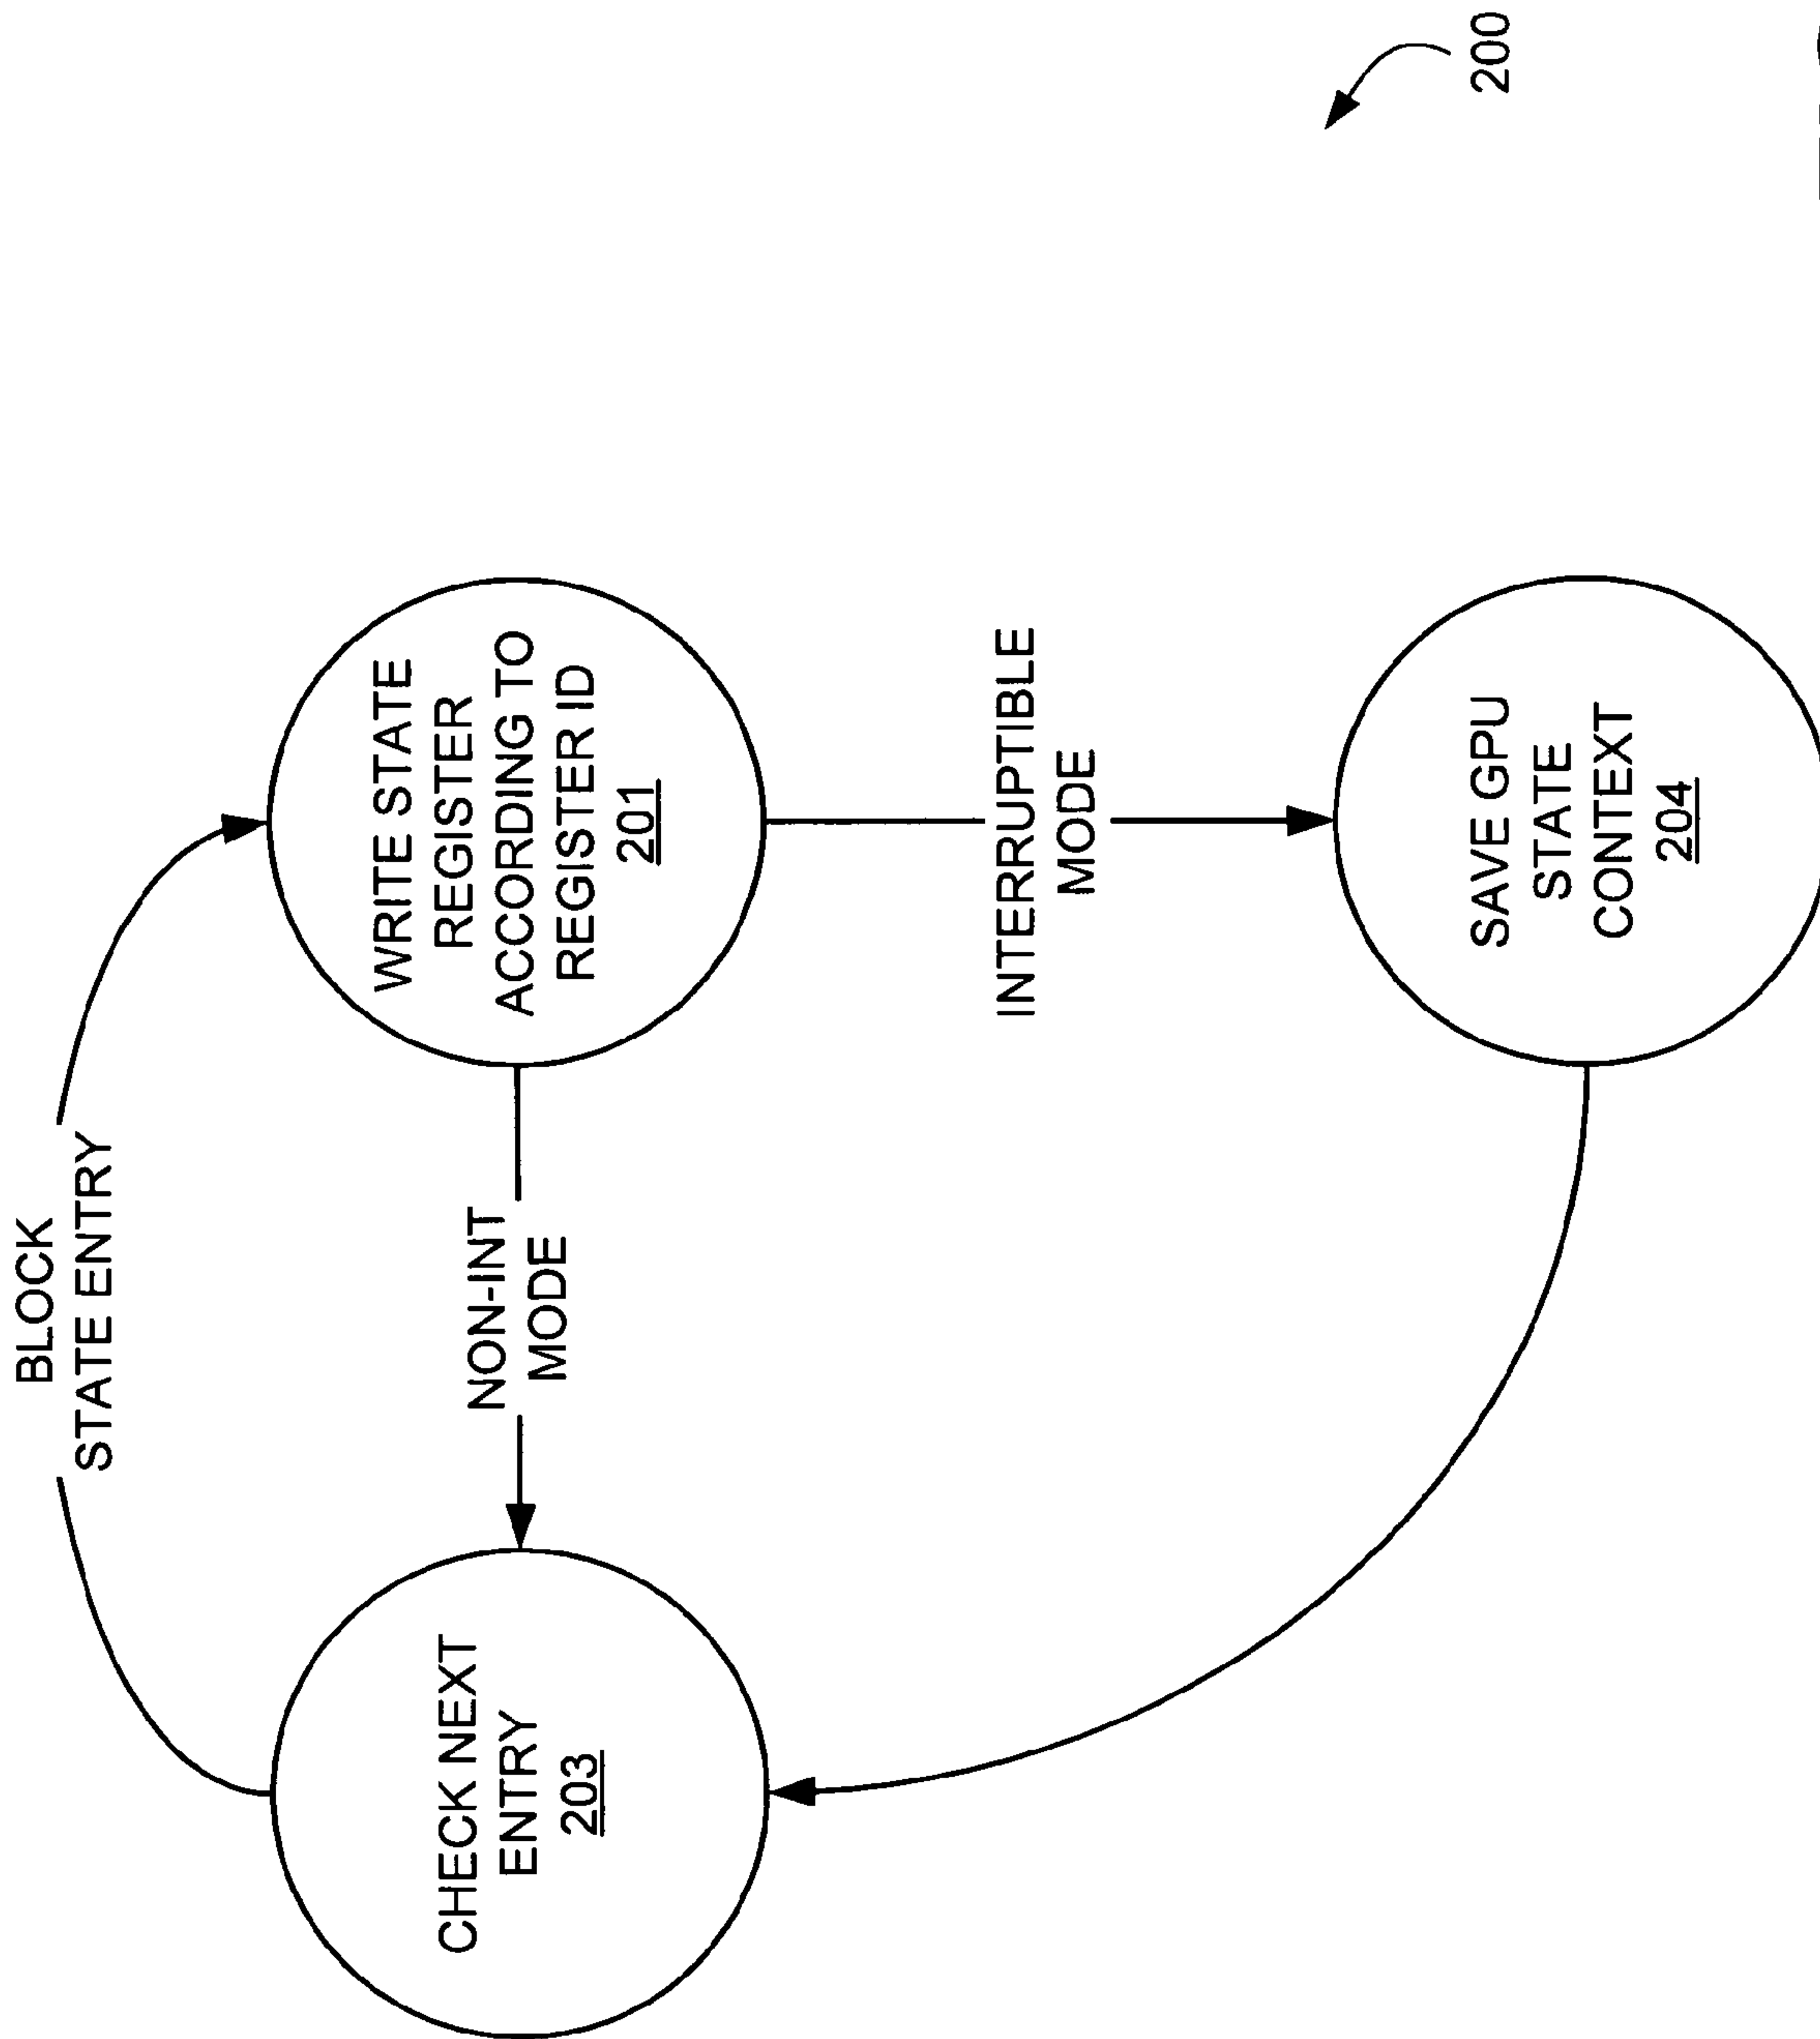 BLOCK
STATE ENTRY
CHECK NEXT
ENTRY
203
NON-INT
MODE
WRITE STATE
REGISTER
ACCORDING TO
REGISTER ID
201
INTERRUPTIBLE
MODE
SAVE GPU
STATE
CONTEXT
204
200